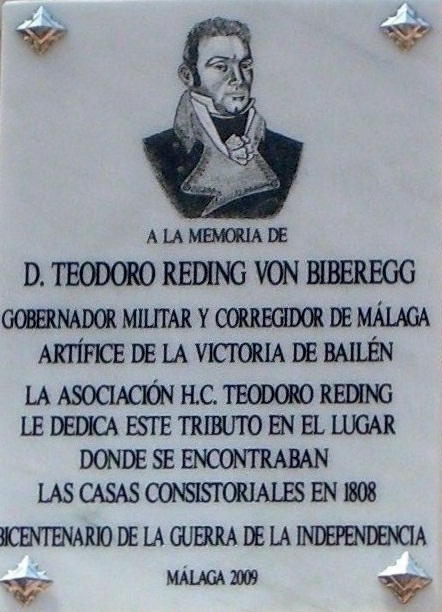 A LA MEMORIA DE
D. TEODORO REDING VON BIBEREGG
GOBERNADOR MILITAR Y CORREGIDOR DE MÁLAGA
ARTÍFICE DE LA VICTORIA DE BAILÉN
LA ASOCIACIÓN H.C. TEODORO REDING
LE DEDICA ESTE TRIBUTO EN EL LUGAR
DONDE SE ENCONTRABAN
LAS CASAS CONSISTORIALES EN 1808
BICENTENARIO DE LA GUERRA DE LA INDEPENDENCIA
MÁLAGA 2009